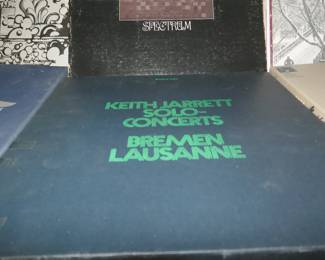 SPECTRUM
KEITH JARRETT
SOLO-
CONCERTS
BREMEN
LAUSANNE